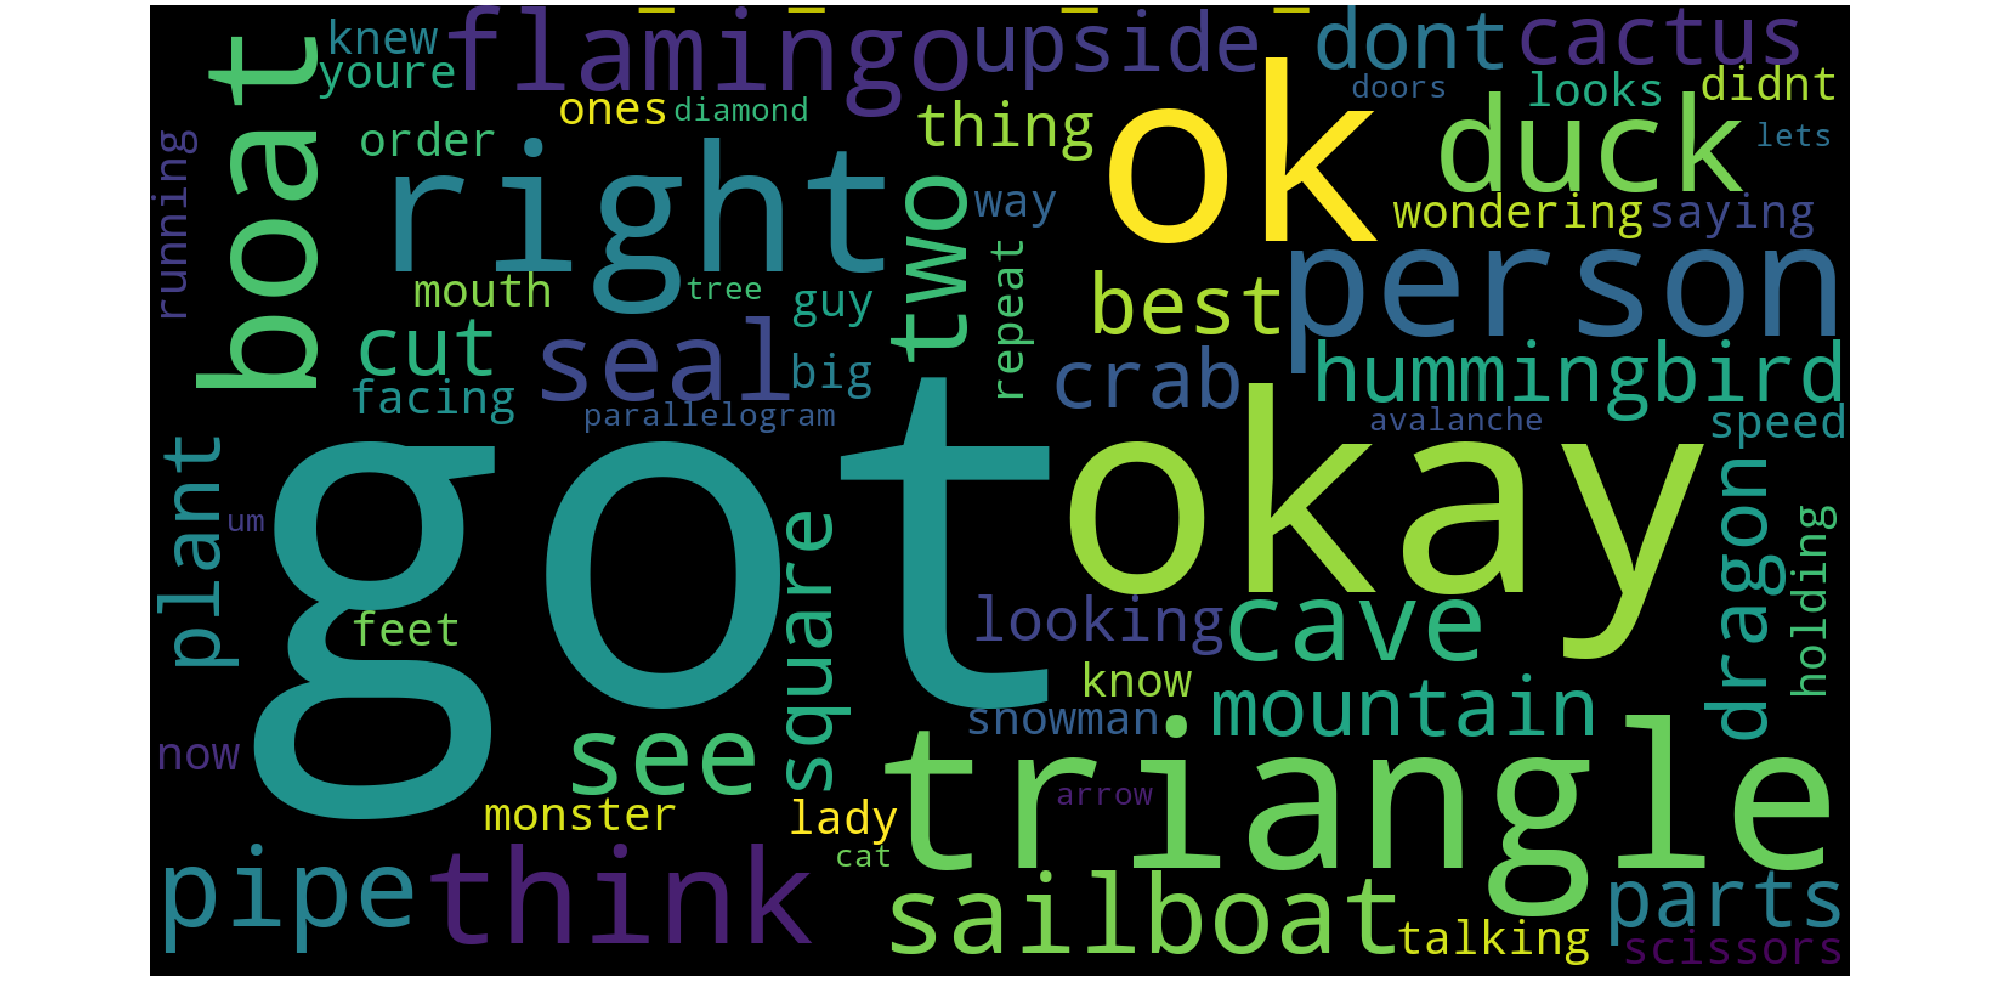 knew
flamingo
upside
dont
cactus
youre
boat
ones
diamond
doors
looks
didnt
order
thing
ok
duck
lets
running
right
two
way
wondering
saying
person
mouth
tree
guy
repeat
best
cut
seal
big
crab
hummingbird
facing
parallelogram
avalanche
speed
plant
got
okay
dragon
um
square
holding
feet
looking
cave
know
mountain
snowman
now
see
triangle
monster
lady
arrow
cat
pipe
think
sailboat
parts
talking
scissors